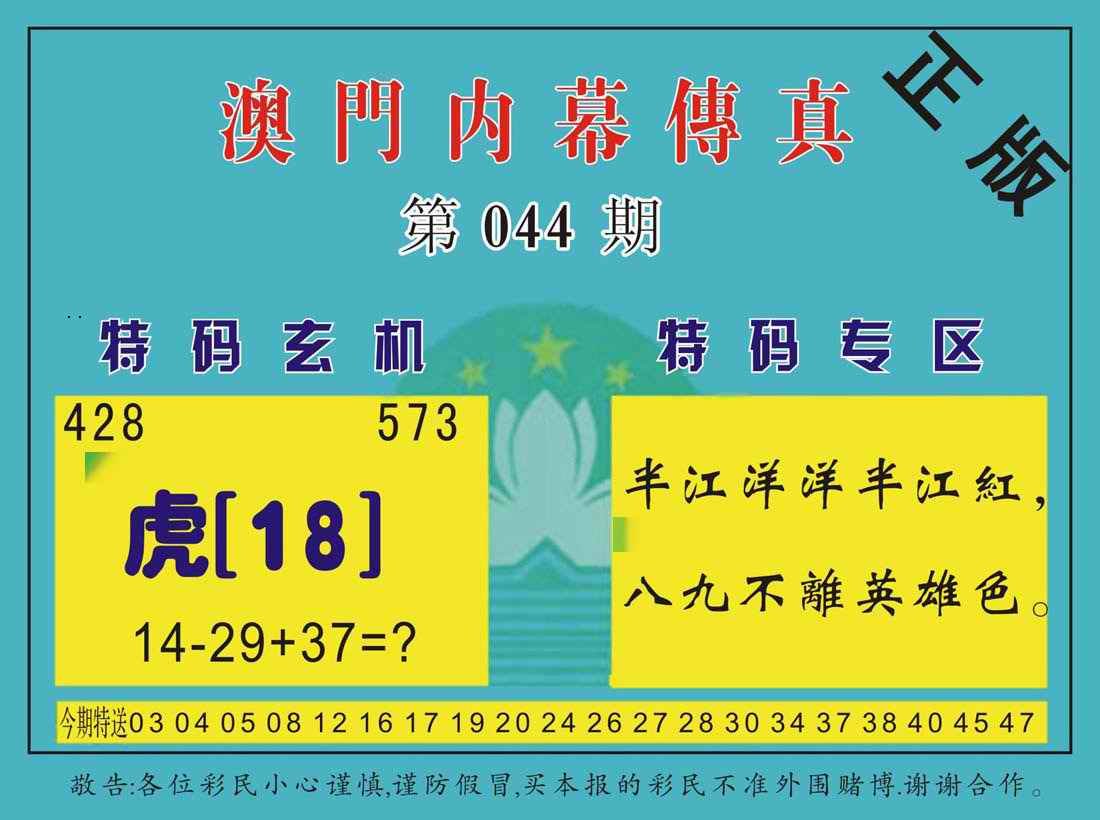 澳門内幕傳真
正版
第 044 期
特码玄机
特码专区
428 573
虎[18]
14-29+37=?
半江洋洋半江紅，
八九不離英雄色。
今期特送03 04 05 08 12 16 17 19 20 24 26 27 28 30 34 37 38 40 45 47
敬告:各位彩民小心谨慎,谨防假冒,买本报的彩民不准外围赌博.谢谢合作。